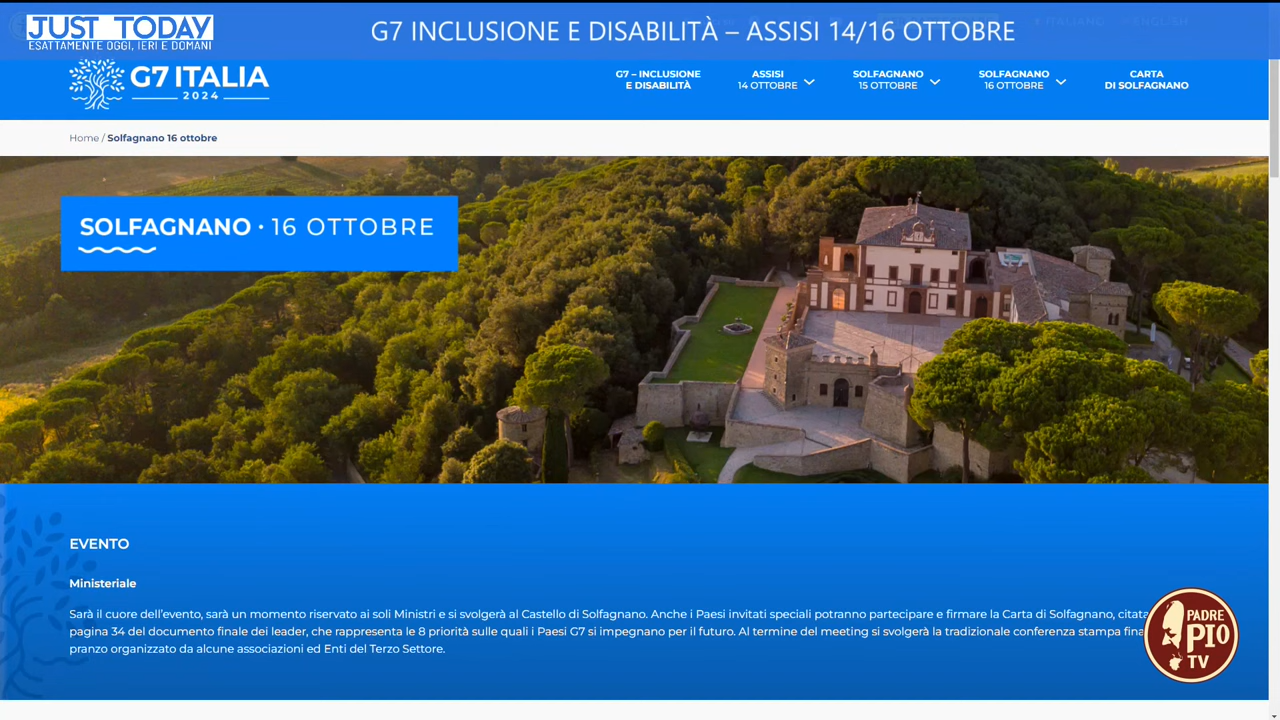 JUST TODAY
ESATTAMENTE OGGI, IERI E DOMANI
G7 INCLUSIONE E DISABILITÀ – ASSISI 14/16 OTTOBRE
ITALIANO ENGLISH
G7 ITALIA
2024
G7 – INCLUSIONE
E DISABILITÀ
ASSISI
14 OTTOBRE
SOLFAGNANO
15 OTTOBRE
SOLFAGNANO
16 OTTOBRE
CARTA
DI SOLFAGNANO
Home / Solfagnano 16 ottobre
SOLFAGNANO • 16 OTTOBRE
EVENTO
Ministeriale
Sarà il cuore dell'evento, sarà un momento riservato ai soli Ministri e si svolgerà al Castello di Solfagnano. Anche i Paesi invitati speciali potranno partecipare e firmare la Carta di Solfagnano, citata
pagina 34 del documento finale dei leader, che rappresenta le 8 priorità sulle quali i Paesi G7 si impegnano per il futuro. Al termine del meeting si svolgerà la tradizionale conferenza stampa
pranzo organizzato da alcune associazioni ed Enti del Terzo Settore.
PADRE
PIO
TV